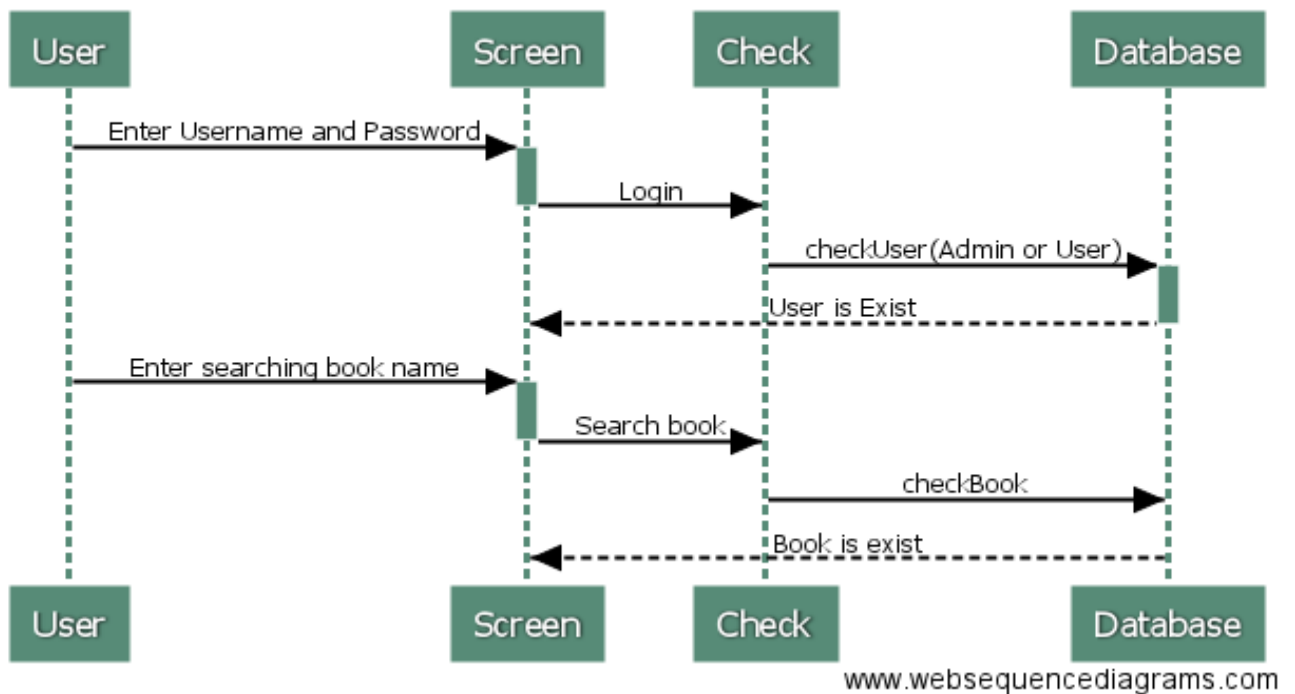 User
Screen
Check
Database
Enter Username and Password
Login
checkUser(Admin or User)
User is Exist
Enter searching book name
Search book
checkBook
Book is exist
User
Screen
Check
Database
www.websequencediagrams.com